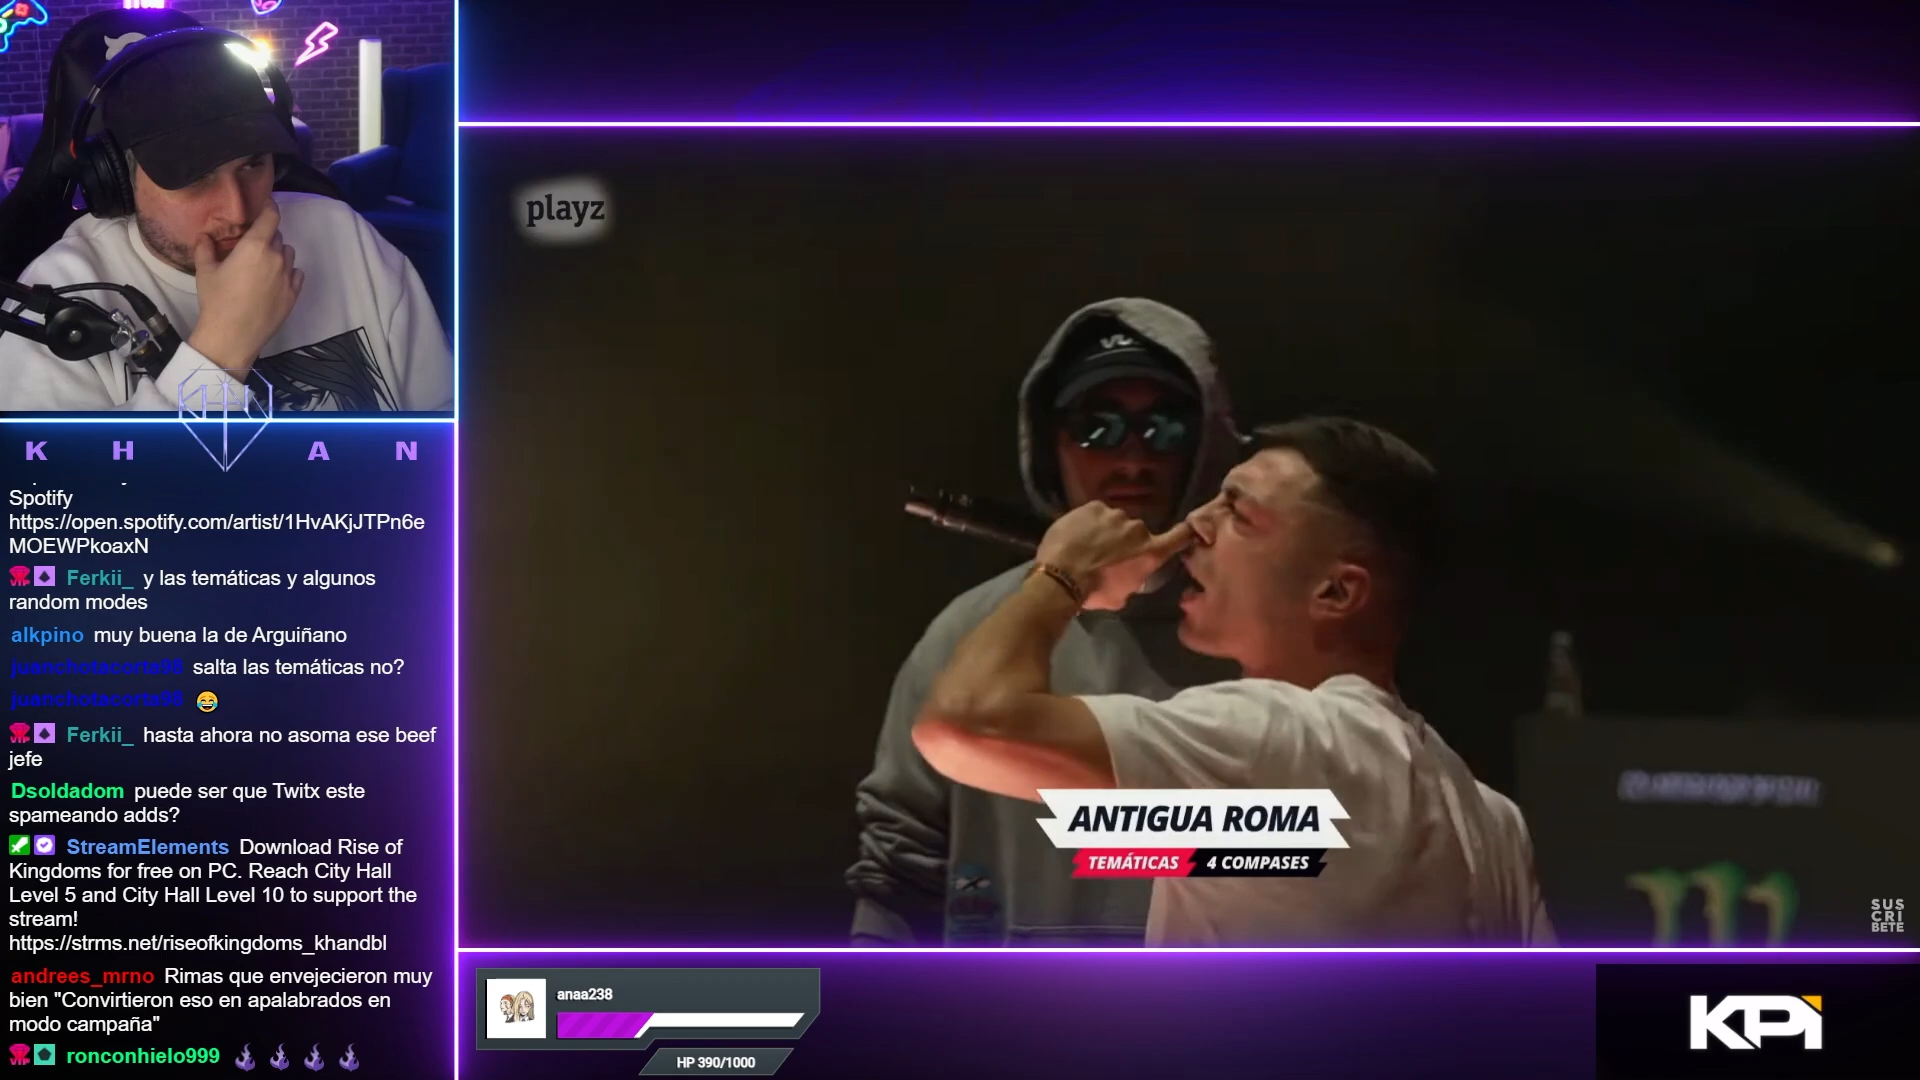 K H A N
Spotify
https://open.spotify.com/artist/1HvAKjJTPn6e
MOEWPkoaxN
Ferkii_ y las temáticas y algunos
random modes
alkpino muy buena la de Arguiñano
juanchotacorta98 salta las temáticas no?
juanchotacorta98 😂
Ferkii_ hasta ahora no asoma ese beef
jefe
Dsoldadom puede ser que Twitx este
spameando adds?
StreamElements Download Rise of
Kingdoms for free on PC. Reach City Hall
Level 5 and City Hall Level 10 to support the
stream!
https://strms.net/riseofkingdoms_khandbl
andrees_mrno Rimas que envejecieron muy
bien "Convirtieron eso en apalabrados en
modo campaña"
ronconhielo999
playz
ANTIGUA ROMA
TEMÁTICAS 4 COMPASES
SUS
CRI
BETE
anaa238
HP 390/1000
KPI